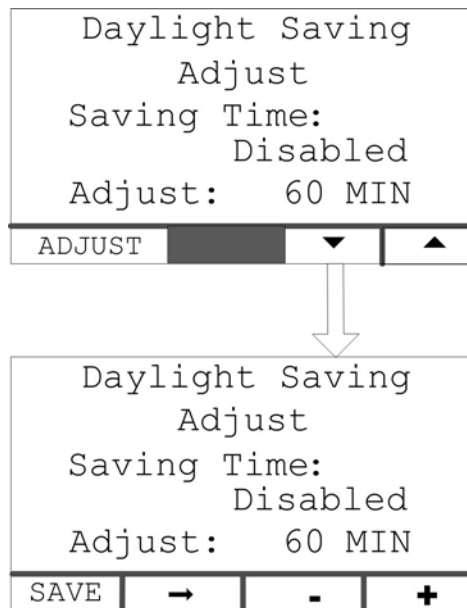 Daylight Saving
Adjust
Saving Time:
Disabled
Adjust: 60 MIN
ADJUST ▼ ▲
Daylight Saving
Adjust
Saving Time:
Disabled
Adjust: 60 MIN
SAVE → - +